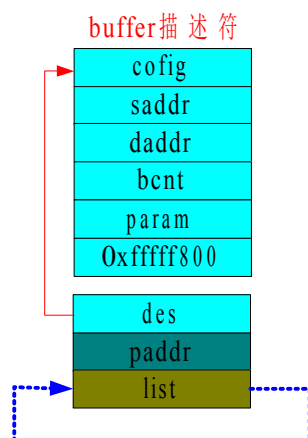 buffer描述符
cofig
saddr
daddr
bcnt
param
0xfffff800
des
paddr
list